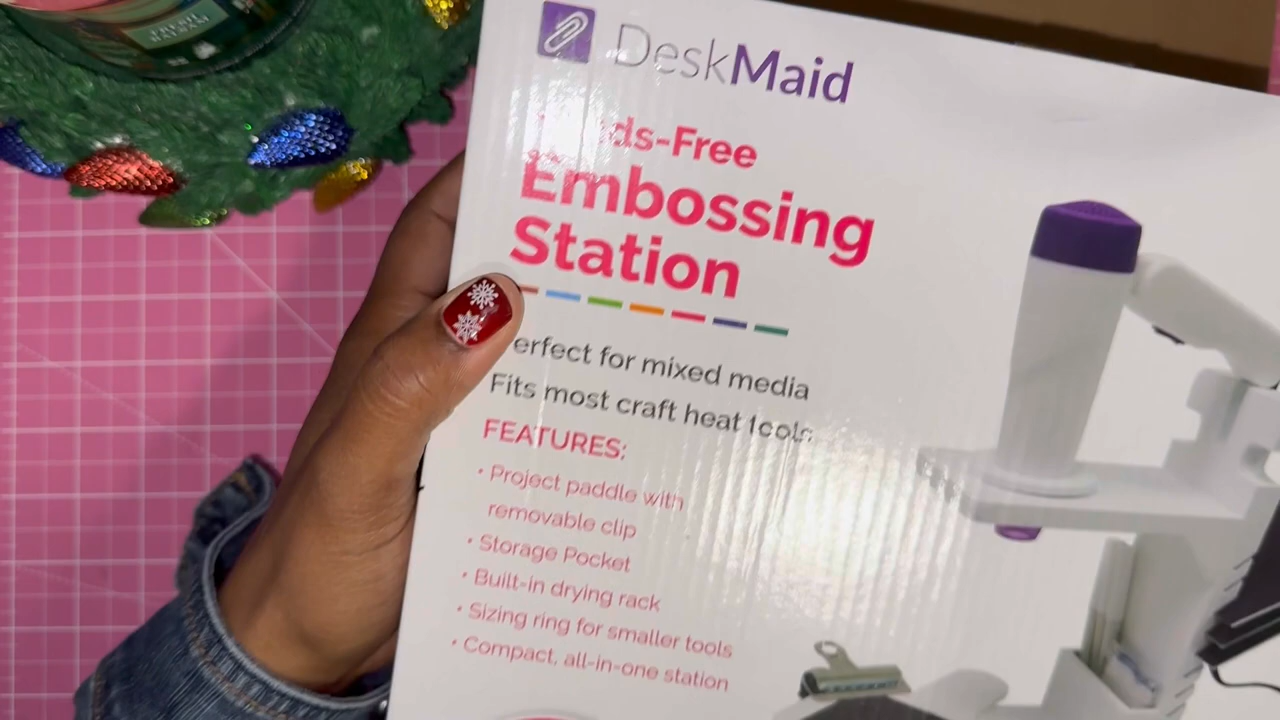 DeskMaid
ds-Free
Embossing
Station
erfect for mixed media
Fits most craft heat tools
FEATURES:
• Project paddle with
removable clip
• Storage Pocket
• Built-in drying rack
• Sizing ring for smaller tools
• Compact, all-in-one station